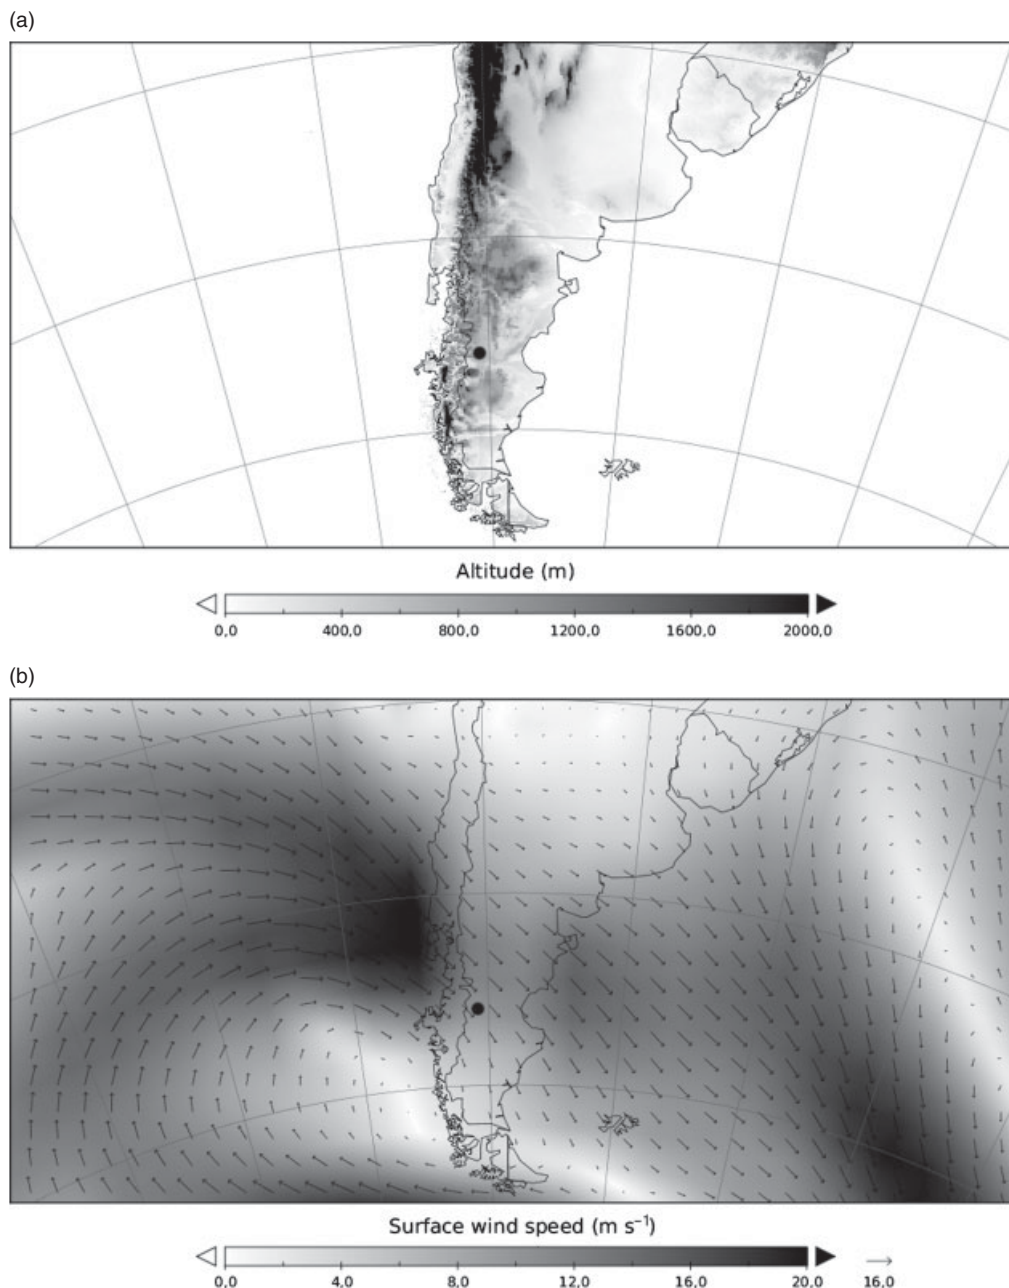 (a)
Altitude (m)
0,0 400,0 800,0 1200,0 1600,0 2000,0
(b)
Surface wind speed (m s⁻¹)
0,0 4,0 8,0 12,0 16,0 20,0 16,0